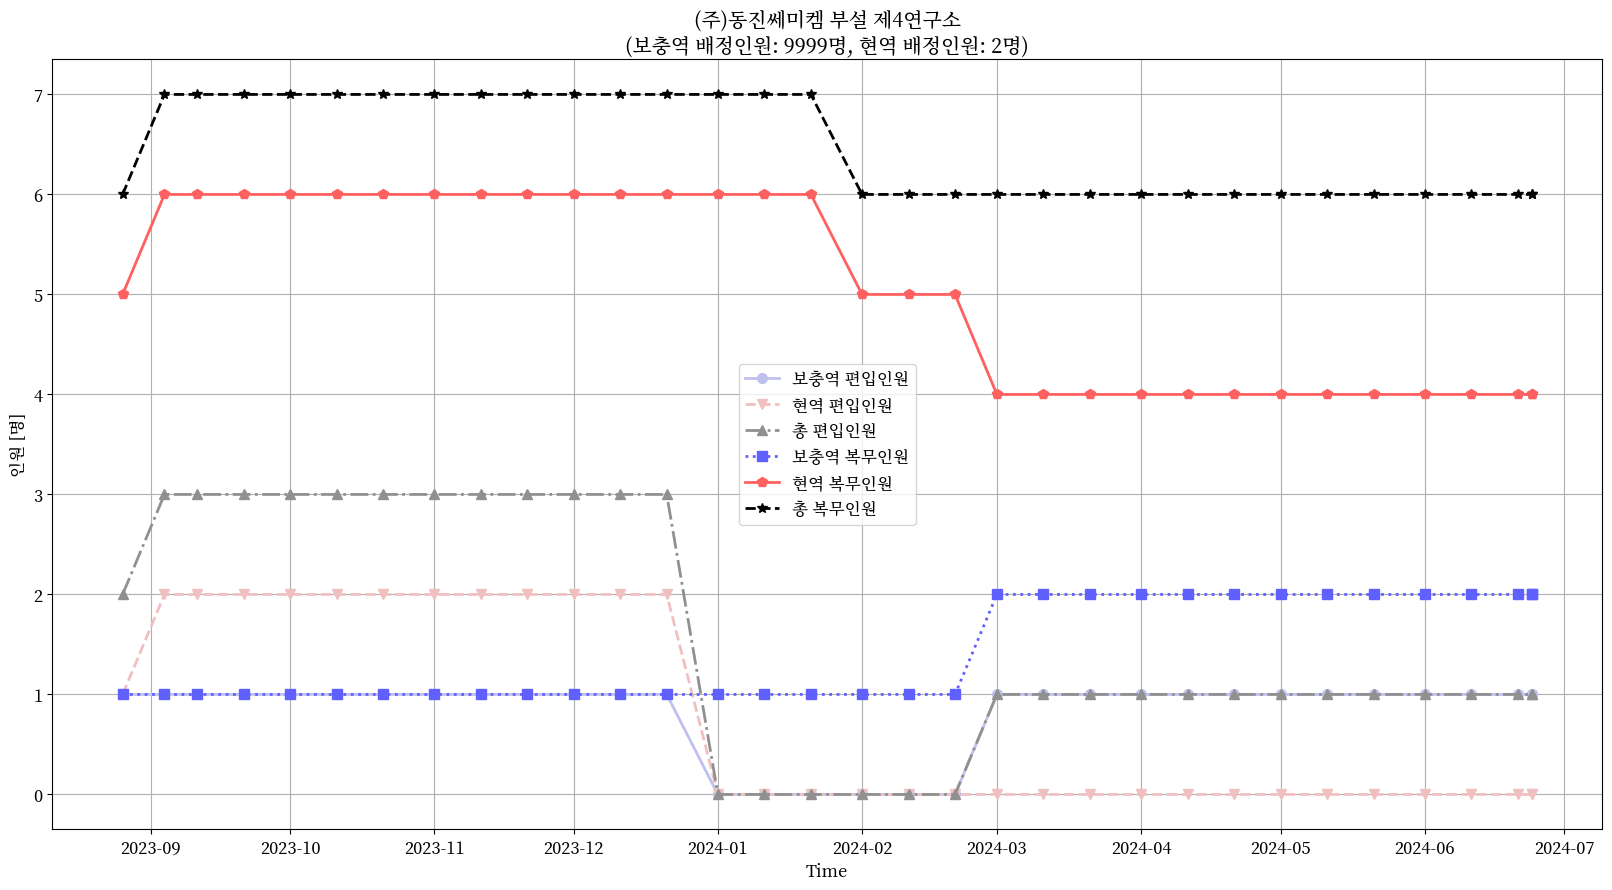 (주)동진쎄미켐 부설 제4연구소
(보충역 배정인원: 9999명, 현역 배정인원: 2명)
인원 [명]
7
6
5
4
3
2
1
0
보충역 편입인원
현역 편입인원
총 편입인원
보충역 복무인원
현역 복무인원
총 복무인원
2023-09 2023-10 2023-11 2023-12 2024-01 2024-02 2024-03 2024-04 2024-05 2024-06 2024-07
Time